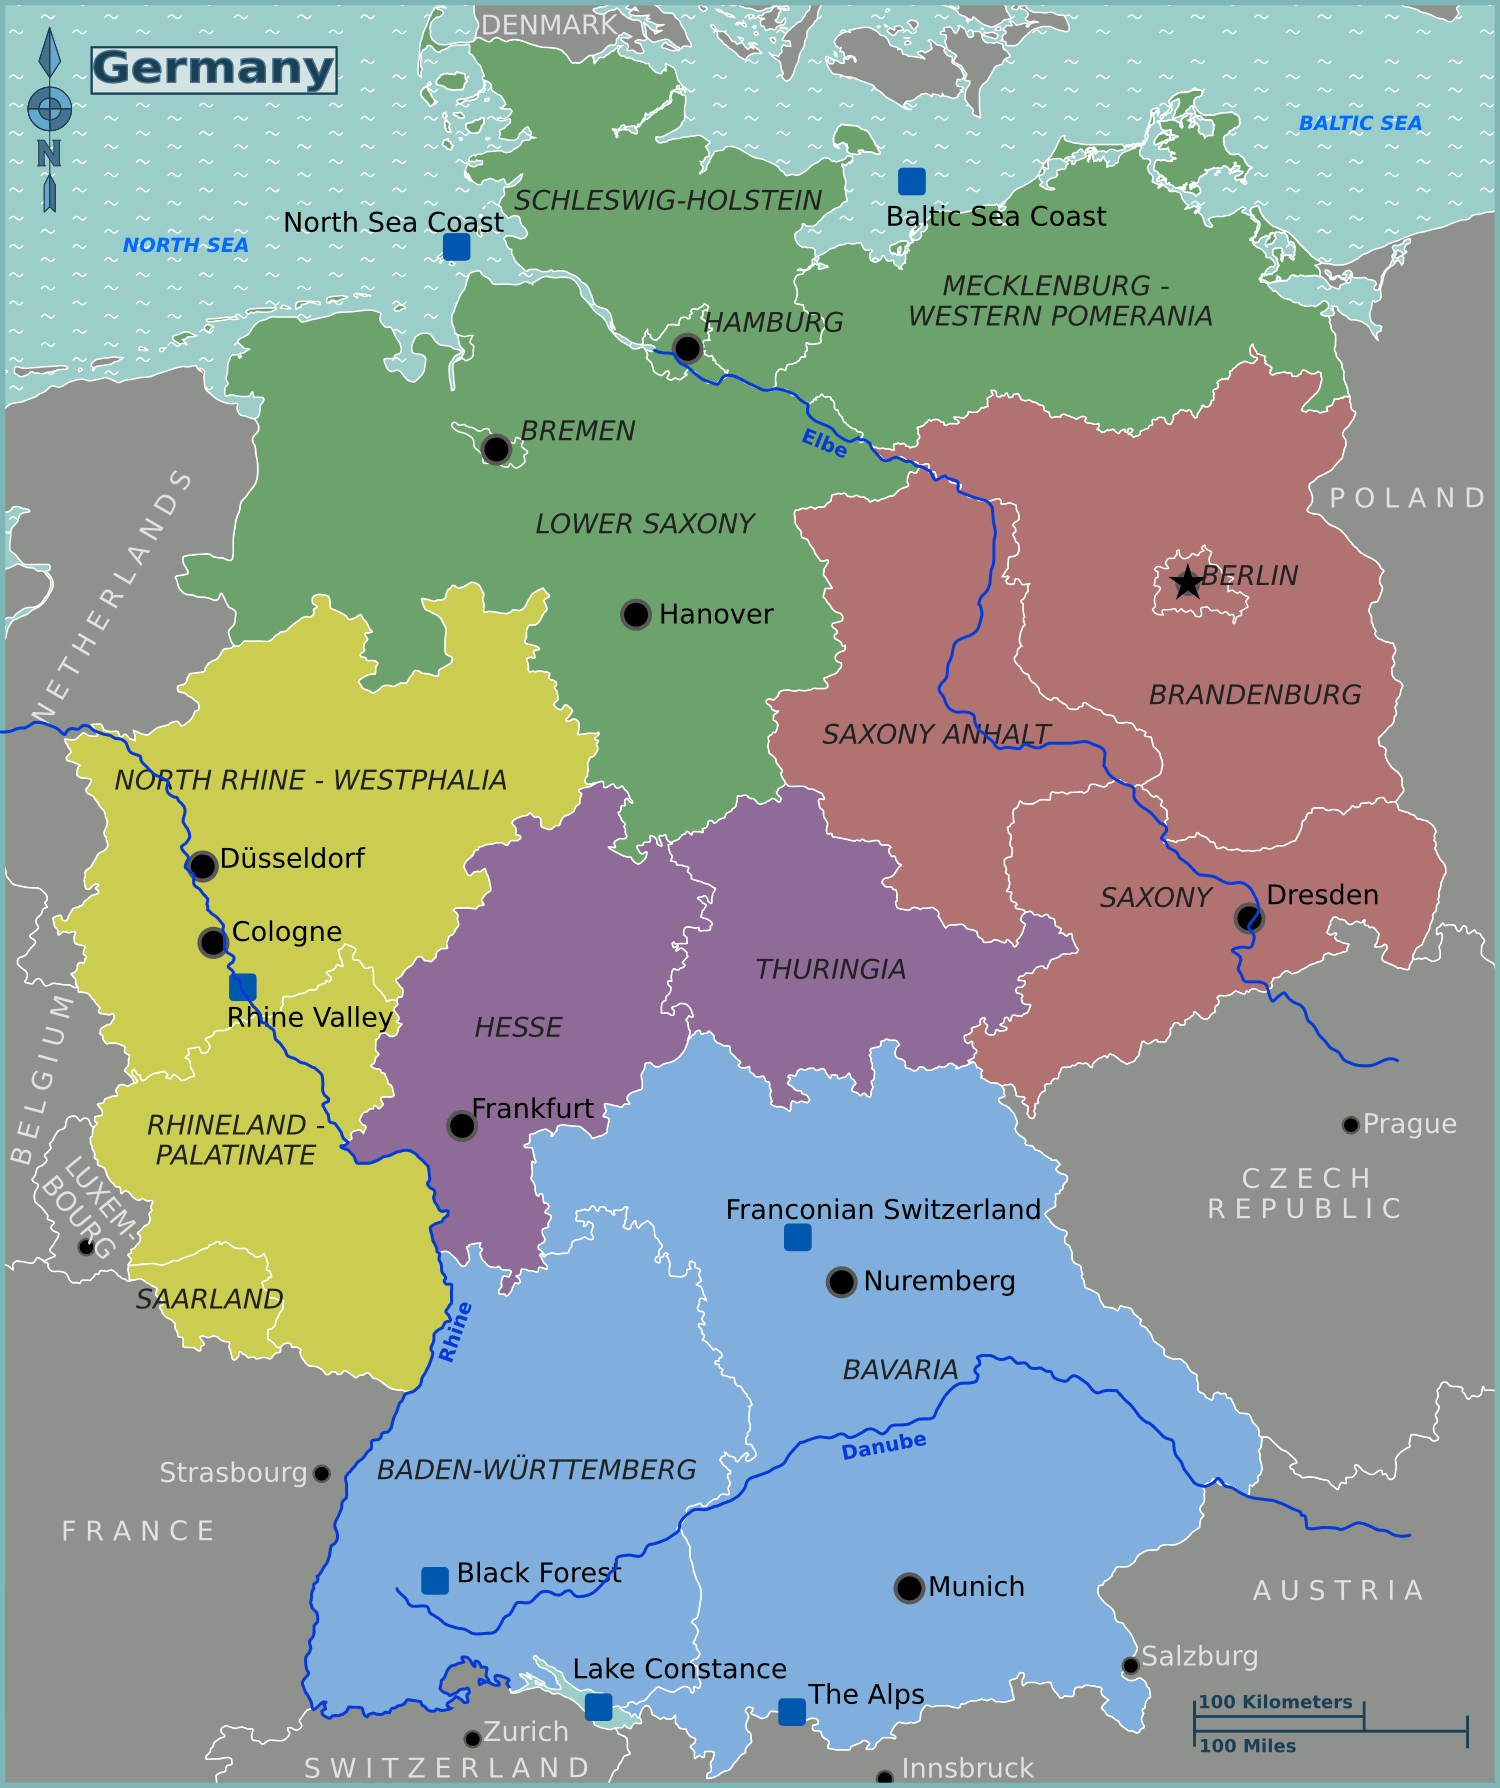 DENMARK
Germany
N
BALTIC SEA
SCHLESWIG-HOLSTEIN
North Sea Coast
Baltic Sea Coast
NORTH SEA
MECKLENBURG -
WESTERN POMERANIA
HAMBURG
BREMEN
Elbe
POLAND
LOWER SAXONY
NETHERLANDS
BERLIN
Hanover
BRANDENBURG
SAXONY ANHALT
NORTH RHINE - WESTPHALIA
Düsseldorf
SAXONY
Dresden
Cologne
THURINGIA
Rhine Valley
HESSE
BELGIUM
Frankfurt
RHINELAND -
PALATINATE
Prague
CZECH
REPUBLIC
LUXEM-
BOURG
Franconian Switzerland
Nuremberg
SAARLAND
Rhine
BAVARIA
Danube
Strasbourg
BADEN-WÜRTTEMBERG
FRANCE
Black Forest
Munich
AUSTRIA
Lake Constance
Salzburg
The Alps
100 Kilometers
Zurich
100 Miles
SWITZERLAND
Innsbruck